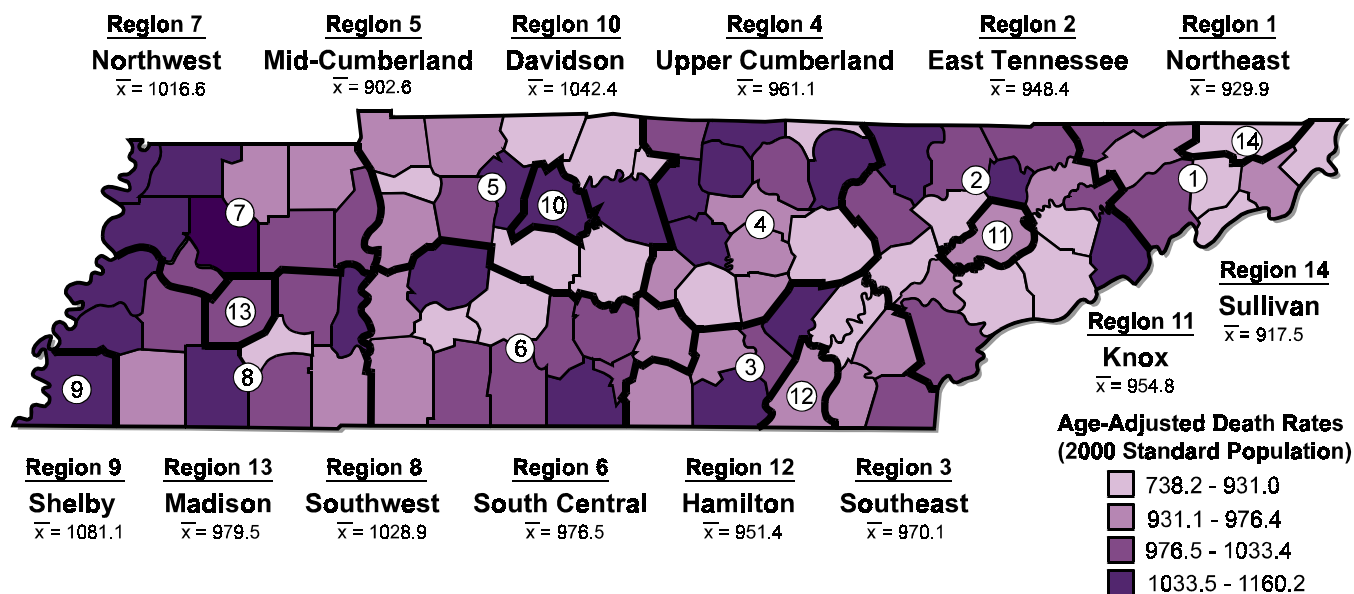 Region 7
Northwest
x = 1016.6
Region 5
Mid-Cumberland
x = 902.6
Region 10
Davidson
x = 1042.4
Region 4
Upper Cumberland
x = 961.1
Region 2
East Tennessee
x = 948.4
Region 1
Northeast
x = 929.9
14
5
2
1
7
10
4
11
13
6
3
8
9
12
Region 14
Sullivan
x = 917.5
Region 11
Knox
x = 954.8
Region 9
Shelby
x = 1081.1
Region 13
Madison
x = 979.5
Region 8
Southwest
x = 1028.9
Region 6
South Central
x = 976.5
Region 12
Hamilton
x = 951.4
Region 3
Southeast
x = 970.1
Age-Adjusted Death Rates
(2000 Standard Population)
738.2 - 931.0
931.1 - 976.4
976.5 - 1033.4
1033.5 - 1160.2